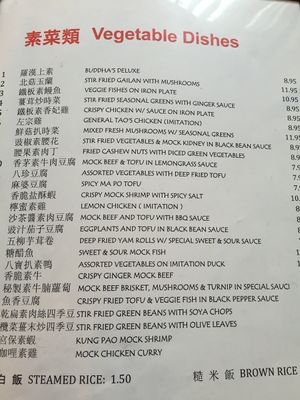 素菜類 Vegetable Dishes
1 羅漢上素 BUDDHA'S DELUXE
2 北菇玉蘭 STIR FRIED GAILAN WITH MUSHROOMS 8.95
3 鐵板素鰻魚 VEGGIE FISHES ON IRON PLATE 11.95
4 薑茸炒時菜 STIR FRIED SEASONAL GREENS WITH GINGER SAUCE 10.95
5 鐵板素香妃雞 CRISPY CHICKEN W/ SAUCE ON IRON PLATE
左宗雞 GENERAL TAO'S CHICKEN (IMITATION)
鮮菇扒時菜 MIXED FRESH MUSHROOMS W/ SEASONAL GREENS
豉椒素腰花 STIR FRIED VEGETABLES & MOCK KIDNEY IN BLACK BEAN SAUCE
腰果素肉丁 FRIED CASHEW NUTS WITH DICED GREEN VEGETABLES
香茅素牛肉豆腐 MOCK BEEF & TOFU IN LEMONGRASS SAUCE
八珍豆腐 ASSORTED VEGETABLES WITH DEEP FRIED TOFU
麻婆豆腐 SPICY MA PO TOFU
香脆鹽酥蝦 CRISPY MOCK SHRIMP WITH SPICY SALT
檸蜜素雞 LEMON CHICKEN ( IMITATION )
沙茶醬素肉豆腐 MOCK BEEF AND TOFU WITH BBQ SAUCE
豉汁茄子豆腐 EGGPLANTS AND TOFU IN BLACK BEAN SAUCE
五柳芋茸卷 DEEP FRIED YAM ROLLS W/ SPECIAL SWEET & SOUR SAUCE
糖醋魚 SWEET & SOUR MOCK FISH
八寶扒素鴨 ASSORTED VEGETABLES ON IMITATION DUCK
香脆素牛 CRISPY GINGER MOCK BEEF
秘製素牛腩蘿蔔 MOCK BEEF BRISKET, MUSHROOMS & TURNIP IN SPECIAL SAUCE
魚香豆腐 CRISPY FRIED TOFU & VEGGIE FISH IN BLACK PEPPER SAUCE
乾扁素肉絲四季豆 STIR FRIED GREEN BEANS WITH SOYA CHOPS
欖菜薑末炒四季豆 STIR FRIED GREEN BEANS WITH OLIVE LEAVES
宮保素蝦 KUNG PAO MOCK SHRIMP
咖哩素雞 MOCK CHICKEN CURRY
白飯 STEAMED RICE: 1.50 糙米飯 BROWN RICE